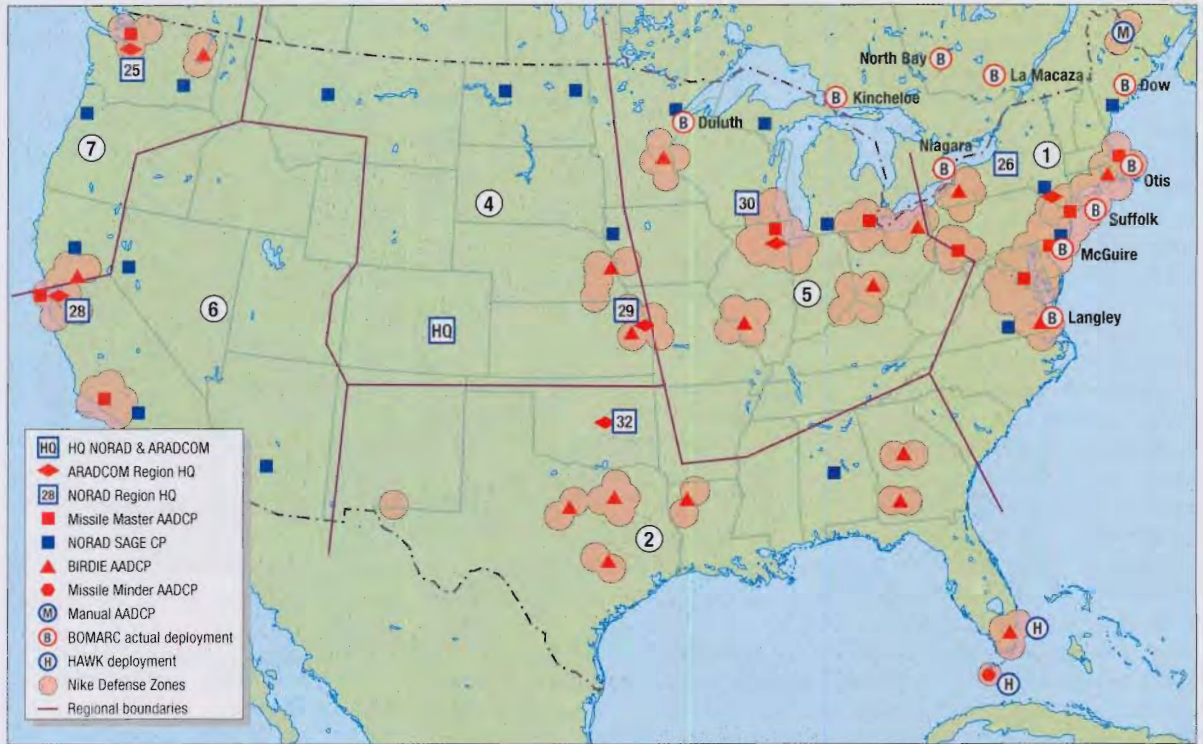 M
25
North Bay
B
B
La Macaza
B
Dow
B
Kincheloe
B
Duluth
7
Niagara
B
26
1
B
Otis
4
30
B
Suffolk
B
McGuire
5
6
28
HQ
29
B
Langley
32
2
H
H
HQ HQ NORAD & ARADCOM
ARADCOM Region HQ
28 NORAD Region HQ
Missile Master AADCP
NORAD SAGE CP
BIRDIE AADCP
Missile Minder AADCP
M Manual AADCP
B BOMARC actual deployment
H HAWK deployment
Nike Defense Zones
Regional boundaries